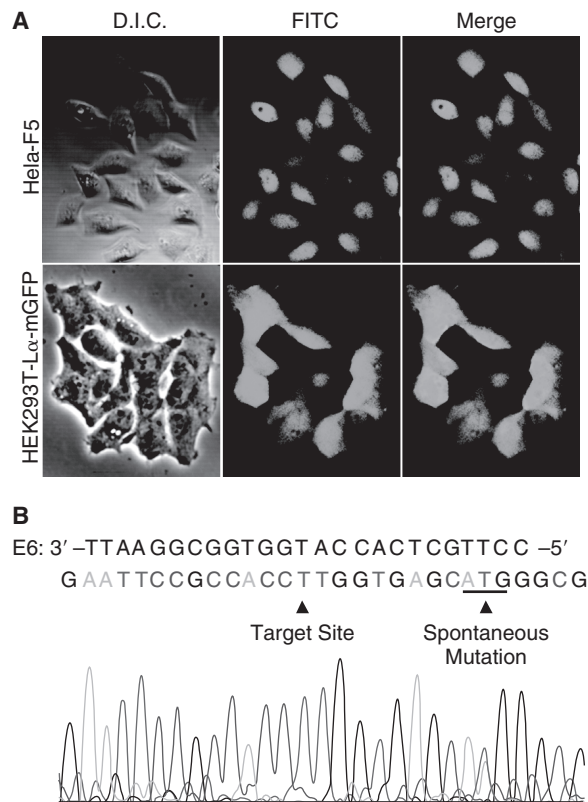 A
D.I.C. FITC Merge
Hela-F5
HEK293T-Lα-mGFP
B
E6: 3′ –TTAAGGCGGTGGTACCACTCGTTCC –5′
GAATTCCGCCACCTTGGTGAGCATGGGCG
Target Site
Spontaneous
Mutation